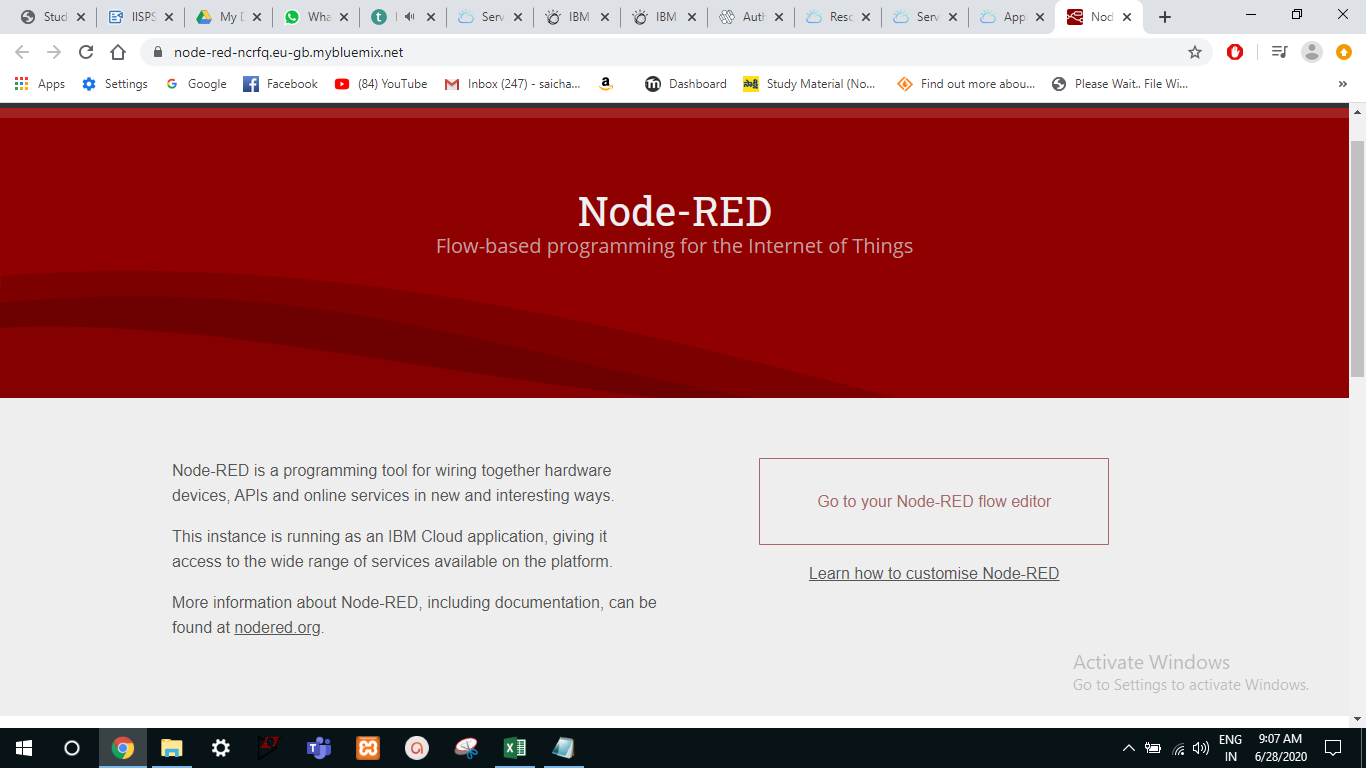 Stud
IISPS
My D
Wha
I
Serv
IBM
IBM
Auth
Reso
Serv
App
Nod
node-red-ncrfq.eu-gb.mybluemix.net
Apps
Settings
Google
Facebook
(84) YouTube
Inbox (247) - saicha...
Dashboard
Study Material (No...
Find out more abou...
Please Wait.. File Wi...
»
Node-RED
Flow-based programming for the Internet of Things
Node-RED is a programming tool for wiring together hardware
devices, APIs and online services in new and interesting ways.
This instance is running as an IBM Cloud application, giving it
access to the wide range of services available on the platform.
More information about Node-RED, including documentation, can be
found at nodered.org.
Go to your Node-RED flow editor
Learn how to customise Node-RED
Activate Windows
Go to Settings to activate Windows.
ENG
IN
9:07 AM
6/28/2020